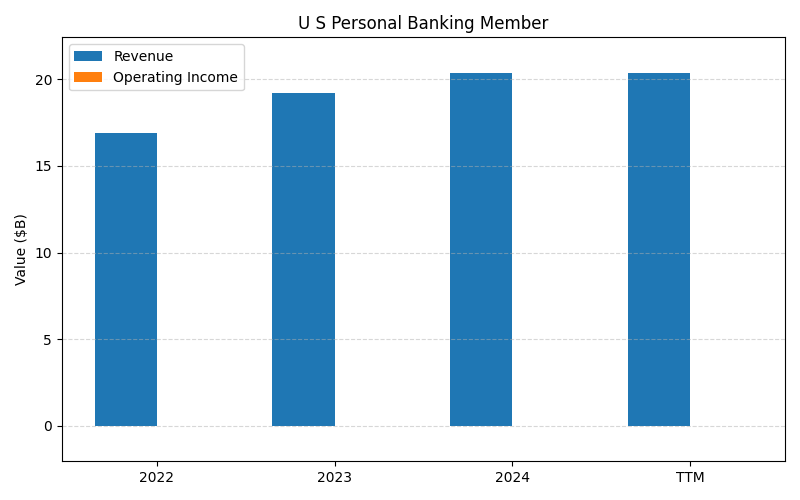 U S Personal Banking Member
Revenue
Operating Income
Value ($B)
20
15
10
5
0
2022
2023
2024
TTM